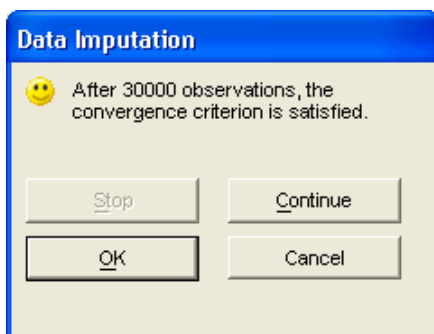 Data Imputation
After 30000 observations, the
convergence criterion is satisfied.
Stop
Continue
OK
Cancel